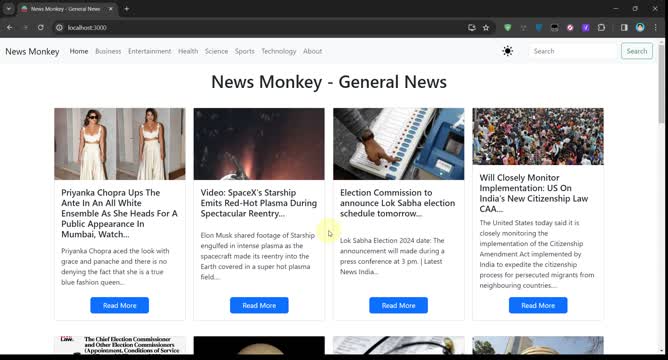 News Monkey - General News
localhost:3000
News Monkey Home Business Entertainment Health Science Sports Technology About Search Search
News Monkey - General News
Priyanka Chopra Ups The
Ante In An All White
Ensemble As She Heads For A
Public Appearance In
Mumbai, Watch...
Priyanka Chopra aced the look with
grace and panache and there is no
denying the fact that she is a true
blue fashion queen...
Read More
Video: SpaceX's Starship
Emits Red-Hot Plasma During
Spectacular Reentry...
Elon Musk shared footage of Starship
engulfed in intense plasma as the
spacecraft made its reentry into the
Earth covered in a super hot plasma
field....
Read More
Election Commission to
announce Lok Sabha election
schedule tomorrow...
Lok Sabha Election 2024 date: The
announcement will made during a
press conference at 3 pm. | Latest
News India...
Read More
Will Closely Monitor
Implementation: US On
India's New Citizenship Law
CAA...
The United States today said it is
closely monitoring the
implementation of the Citizenship
Amendment Act implemented by
India to expedite the citizenship
process for persecuted migrants from
neighbouring countries....
Read More
Law.
The Chief Election Commissioner
and Other Election Commissioners
(Appointment, Conditions of Service